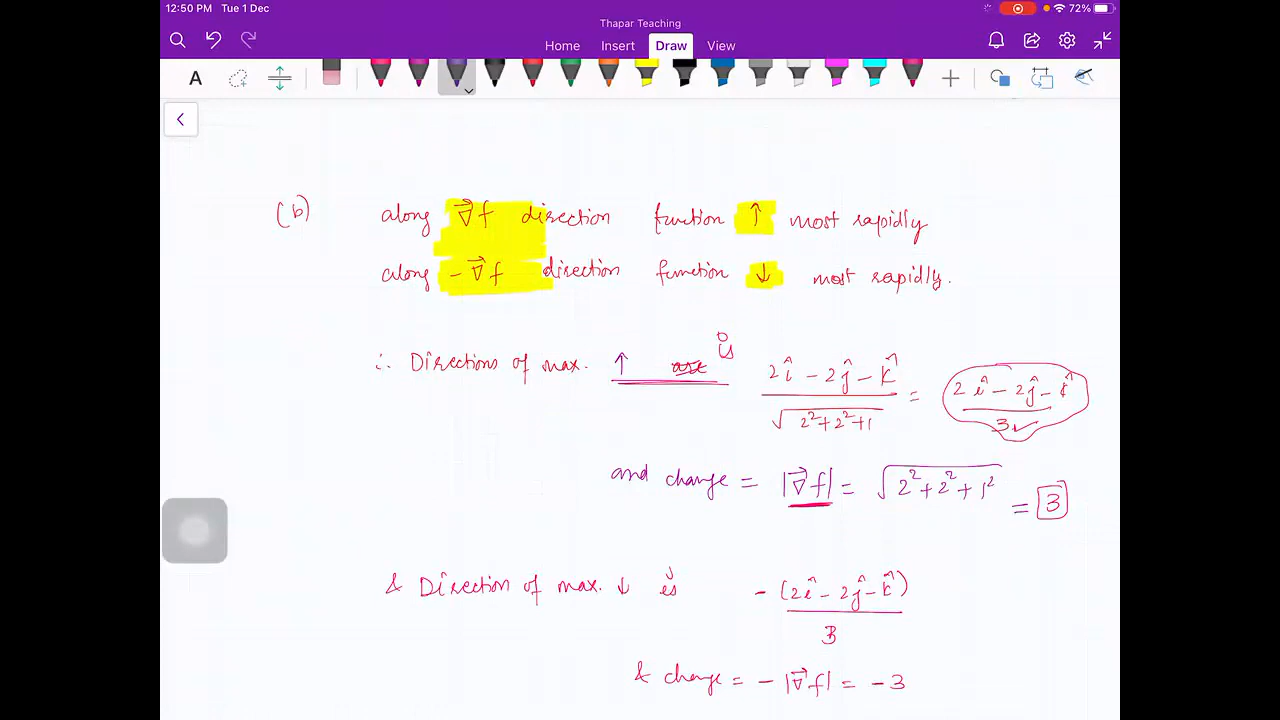 12:50 PM Tue 1 Dec 72%
Thapar Teaching
Home Insert Draw View
A
(b) along ∇⃗f direction function ↑ most rapidly
along -∇⃗f direction function ↓ most rapidly.
∴ Directions of max. ↑ is (2î - 2ĵ - k̂)/√(2²+2²+1) = (2î - 2ĵ - k̂)/3 ✓
and change = |∇⃗f| = √(2²+2²+1²) = 3
& Direction of max. ↓ is -(2î - 2ĵ - k̂)/3
& change = - |∇⃗f| = -3